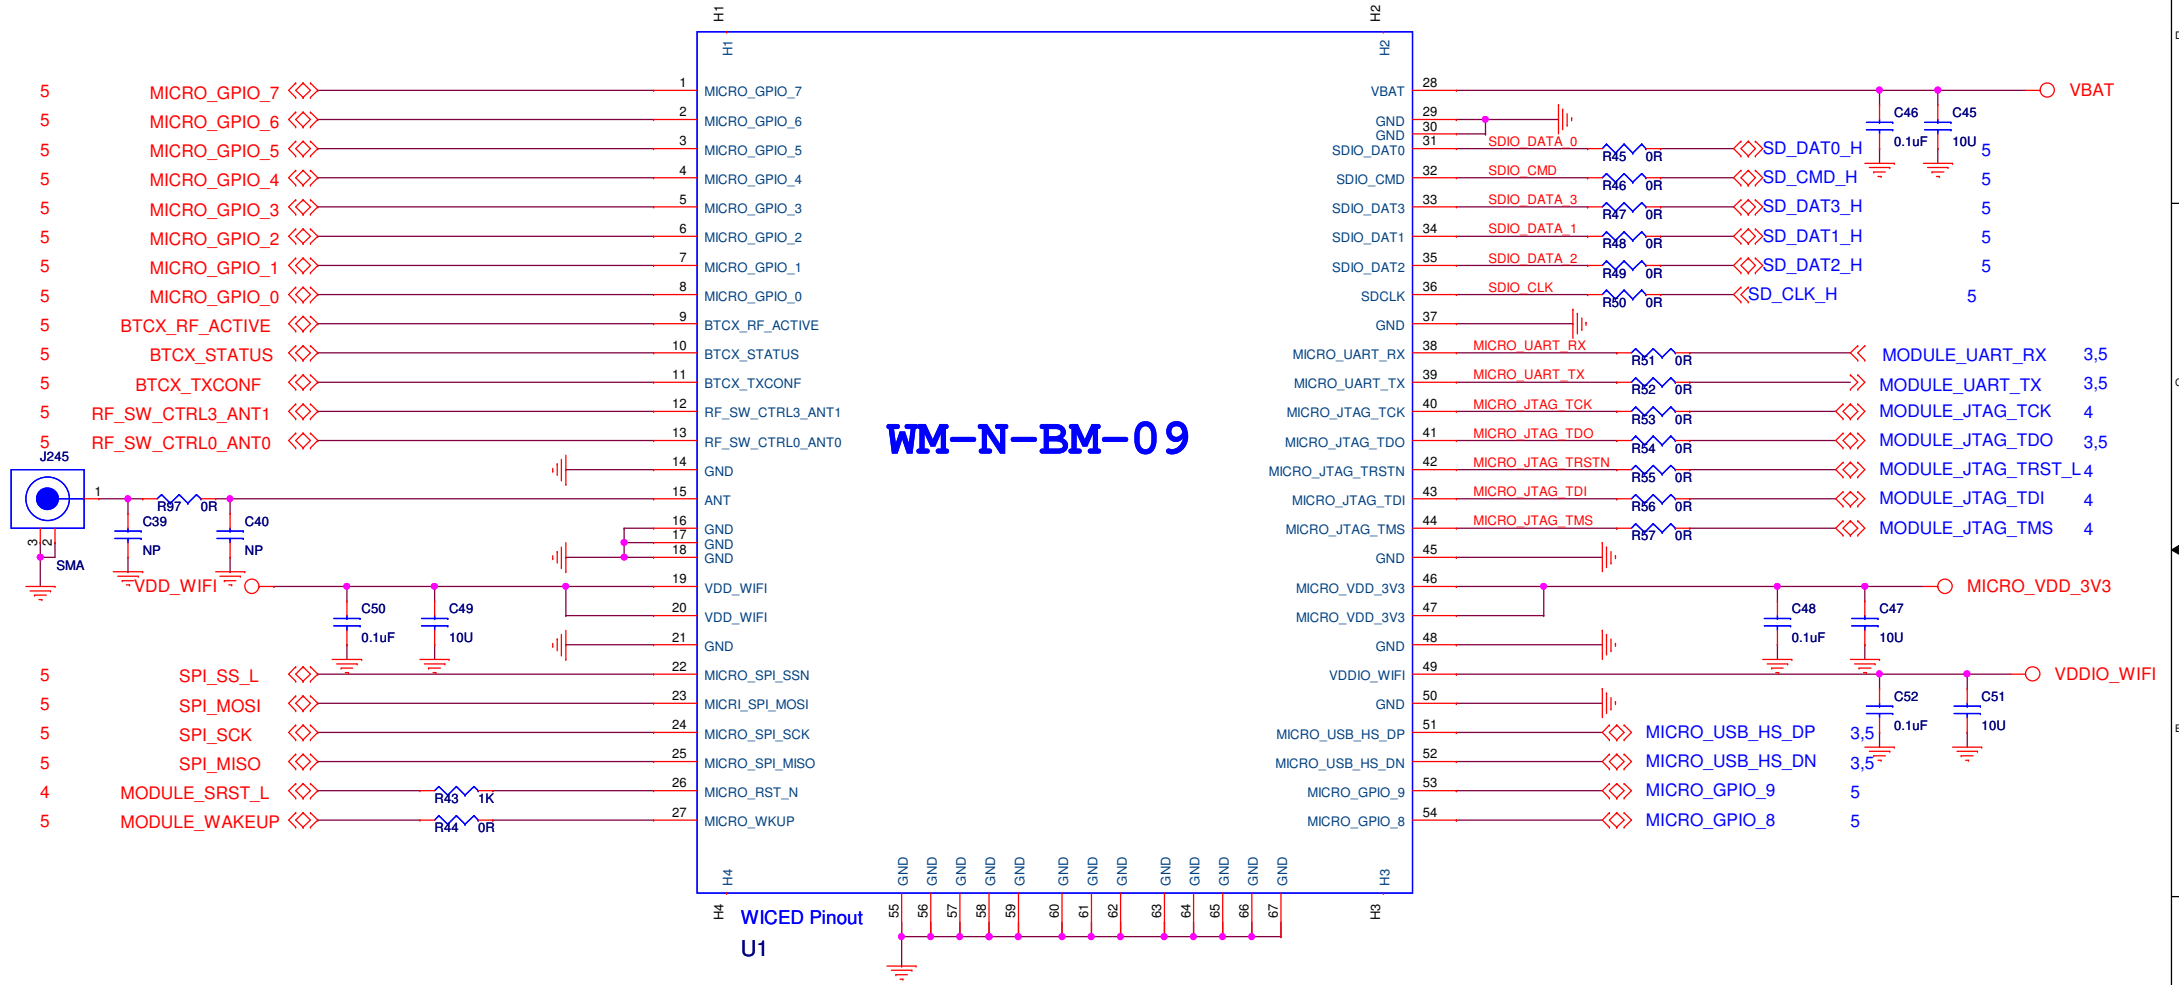 H1 H2
H1 H2
5 MICRO_GPIO_7 1 MICRO_GPIO_7 VBAT 28 VBAT
5 MICRO_GPIO_6 2 MICRO_GPIO_6 GND 29 C46 C45
GND 30 0.1uF 10U
5 MICRO_GPIO_5 3 MICRO_GPIO_5 SDIO_DAT0 31 SDIO_DATA_0 R45 0R SD_DAT0_H 5
5 MICRO_GPIO_4 4 MICRO_GPIO_4 SDIO_CMD 32 SDIO_CMD R46 0R SD_CMD_H 5
5 MICRO_GPIO_3 5 MICRO_GPIO_3 SDIO_DAT3 33 SDIO_DATA_3 R47 0R SD_DAT3_H 5
5 MICRO_GPIO_2 6 MICRO_GPIO_2 SDIO_DAT1 34 SDIO_DATA_1 R48 0R SD_DAT1_H 5
5 MICRO_GPIO_1 7 MICRO_GPIO_1 SDIO_DAT2 35 SDIO_DATA_2 R49 0R SD_DAT2_H 5
5 MICRO_GPIO_0 8 MICRO_GPIO_0 SDCLK 36 SDIO_CLK R50 0R SD_CLK_H 5
5 BTCX_RF_ACTIVE 9 BTCX_RF_ACTIVE GND 37
5 BTCX_STATUS 10 BTCX_STATUS MICRO_UART_RX 38 MICRO_UART_RX R51 0R MODULE_UART_RX 3,5
5 BTCX_TXCONF 11 BTCX_TXCONF MICRO_UART_TX 39 MICRO_UART_TX R52 0R MODULE_UART_TX 3,5
5 RF_SW_CTRL3_ANT1 12 RF_SW_CTRL3_ANT1 MICRO_JTAG_TCK 40 MICRO_JTAG_TCK R53 0R MODULE_JTAG_TCK 4
5 RF_SW_CTRL0_ANT0 13 RF_SW_CTRL0_ANT0 WM-N-BM-09 MICRO_JTAG_TDO 41 MICRO_JTAG_TDO R54 0R MODULE_JTAG_TDO 3,5
J245 14 GND MICRO_JTAG_TRSTN 42 MICRO_JTAG_TRSTN R55 0R MODULE_JTAG_TRST_L 4
1 R97 0R 15 ANT MICRO_JTAG_TDI 43 MICRO_JTAG_TDI R56 0R MODULE_JTAG_TDI 4
C39 C40 16 GND MICRO_JTAG_TMS 44 MICRO_JTAG_TMS R57 0R MODULE_JTAG_TMS 4
3 2 NP NP 17 GND
SMA 18 GND GND 45
VDD_WIFI 19 VDD_WIFI MICRO_VDD_3V3 46 MICRO_VDD_3V3
C50 C49 20 VDD_WIFI MICRO_VDD_3V3 47 C48 C47
0.1uF 10U 21 GND GND 48 0.1uF 10U
5 SPI_SS_L 22 MICRO_SPI_SSN VDDIO_WIFI 49 VDDIO_WIFI
5 SPI_MOSI 23 MICRI_SPI_MOSI GND 50 C52 C51
0.1uF 10U
5 SPI_SCK 24 MICRO_SPI_SCK MICRO_USB_HS_DP 51 MICRO_USB_HS_DP 3,5
5 SPI_MISO 25 MICRO_SPI_MISO MICRO_USB_HS_DN 52 MICRO_USB_HS_DN 3,5
4 MODULE_SRST_L R43 1K 26 MICRO_RST_N MICRO_GPIO_9 53 MICRO_GPIO_9 5
5 MODULE_WAKEUP R44 0R 27 MICRO_WKUP MICRO_GPIO_8 54 MICRO_GPIO_8 5
H4 GND GND GND GND GND GND GND GND GND GND GND GND GND H3
H4 WICED Pinout 55 56 57 58 59 60 61 62 63 64 65 66 67 H3
U1